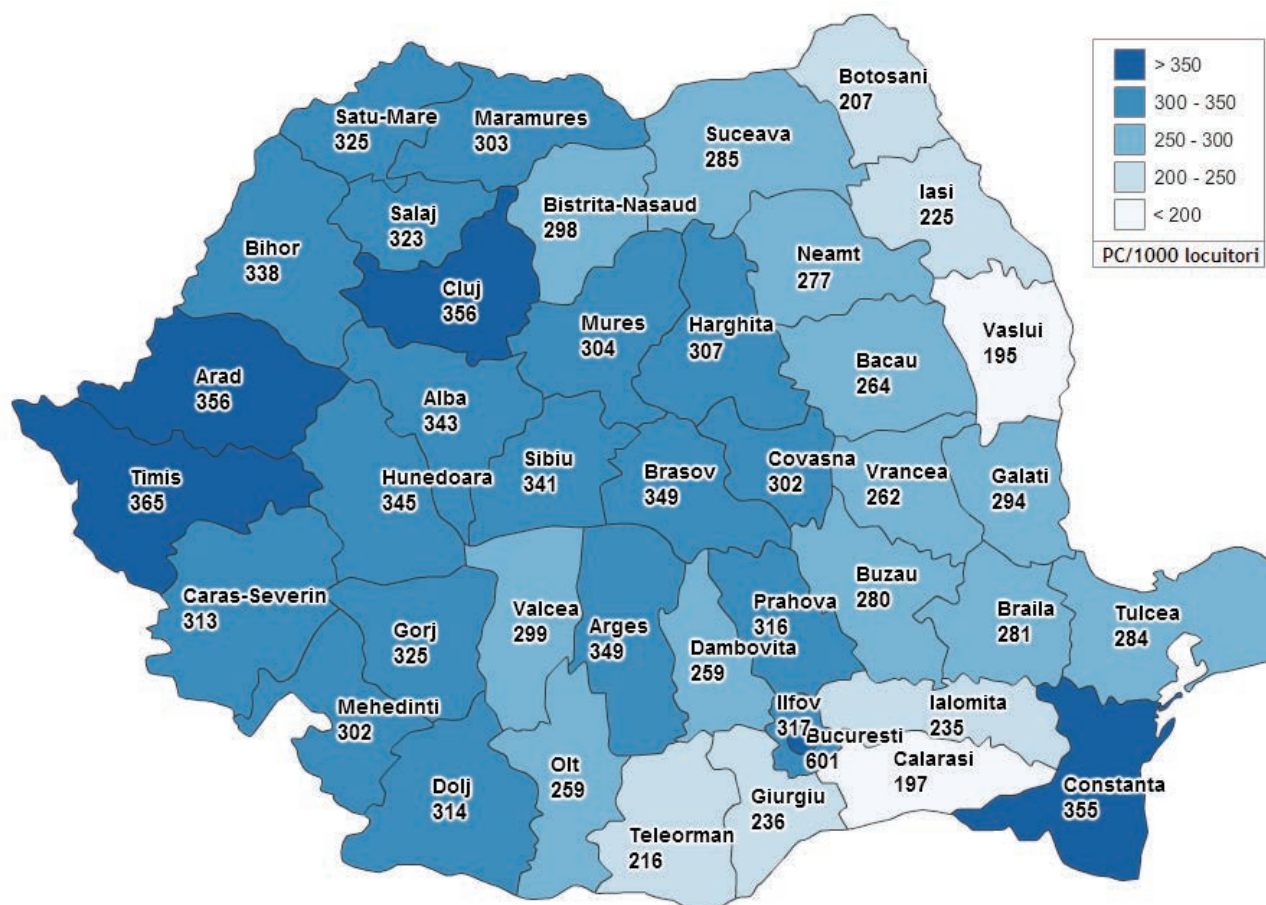 Botosani
207
> 350
300 - 350
250 - 300
200 - 250
< 200
PC/1000 locuitori
Satu-Mare
325
Maramures
303
Suceava
285
Iasi
225
Bistrita-Nasaud
298
Salaj
323
Bihor
338
Neamt
277
Cluj
356
Mures
304
Harghita
307
Vaslui
195
Bacau
264
Arad
356
Alba
343
Timis
365
Hunedoara
345
Sibiu
341
Brasov
349
Covasna
302
Vrancea
262
Galati
294
Caras-Severin
313
Gorj
325
Valcea
299
Arges
349
Dambovita
259
Prahova
316
Buzau
280
Braila
281
Tulcea
284
Mehedinti
302
Ilfov
317
Bucuresti
601
Ialomita
235
Calarasi
197
Constanta
355
Dolj
314
Olt
259
Teleorman
216
Giurgiu
236